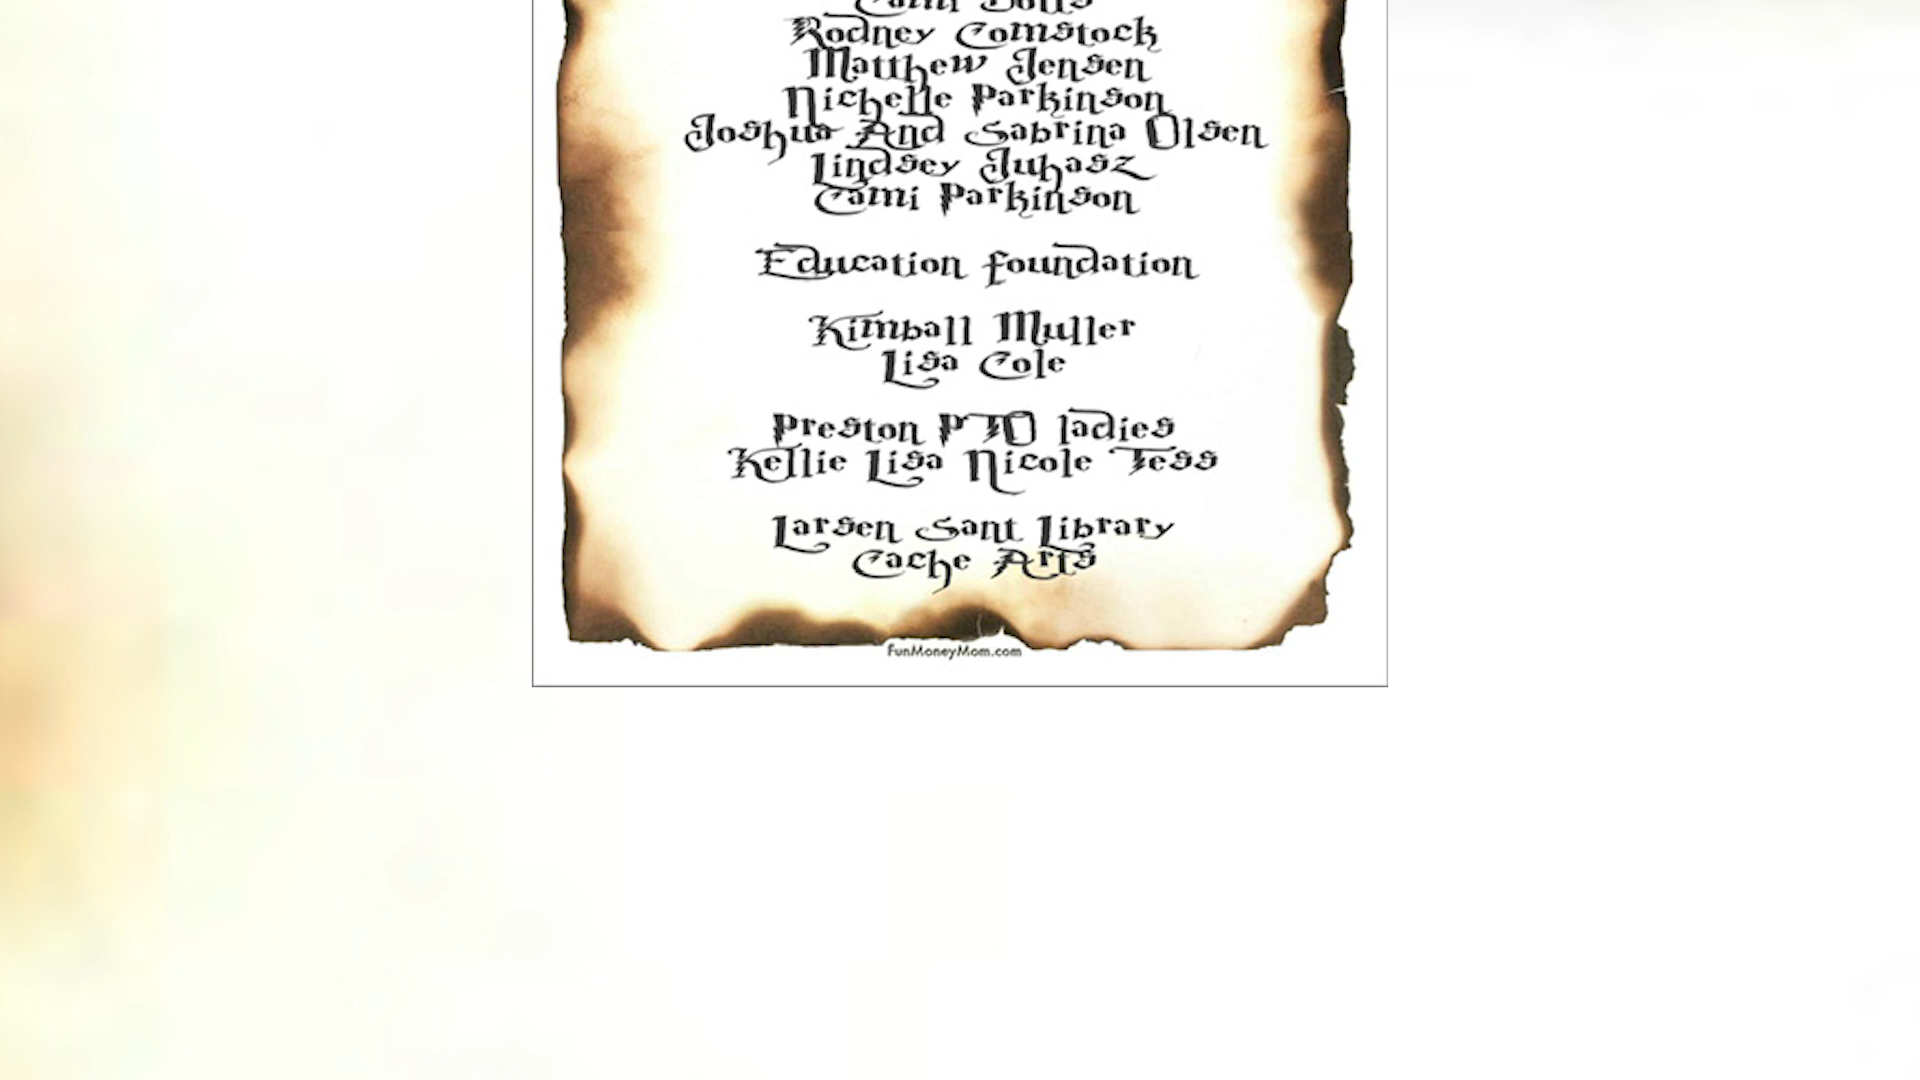 Rodney Comstock
Matthew Jensen
Nichelle Parkinson
Joshua And Sabrina Olsen
Lindsey Juhasz
Cami Parkinson
Education foundation
Kimball Muller
Lisa Cole
Preston PTO ladies
Kellie Lisa Nicole Tess
Larsen Sant Library
Cache Arts
FunMoneyMom.com